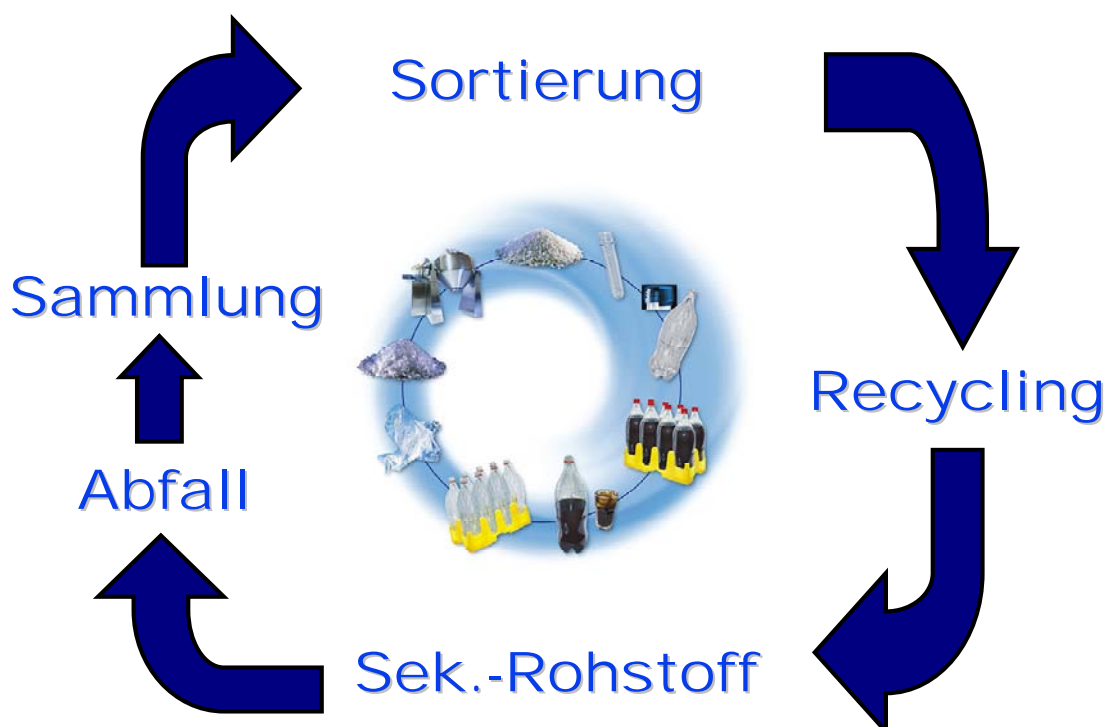 Sortierung
Sammlung
Recycling
Abfall
Sek.-Rohstoff